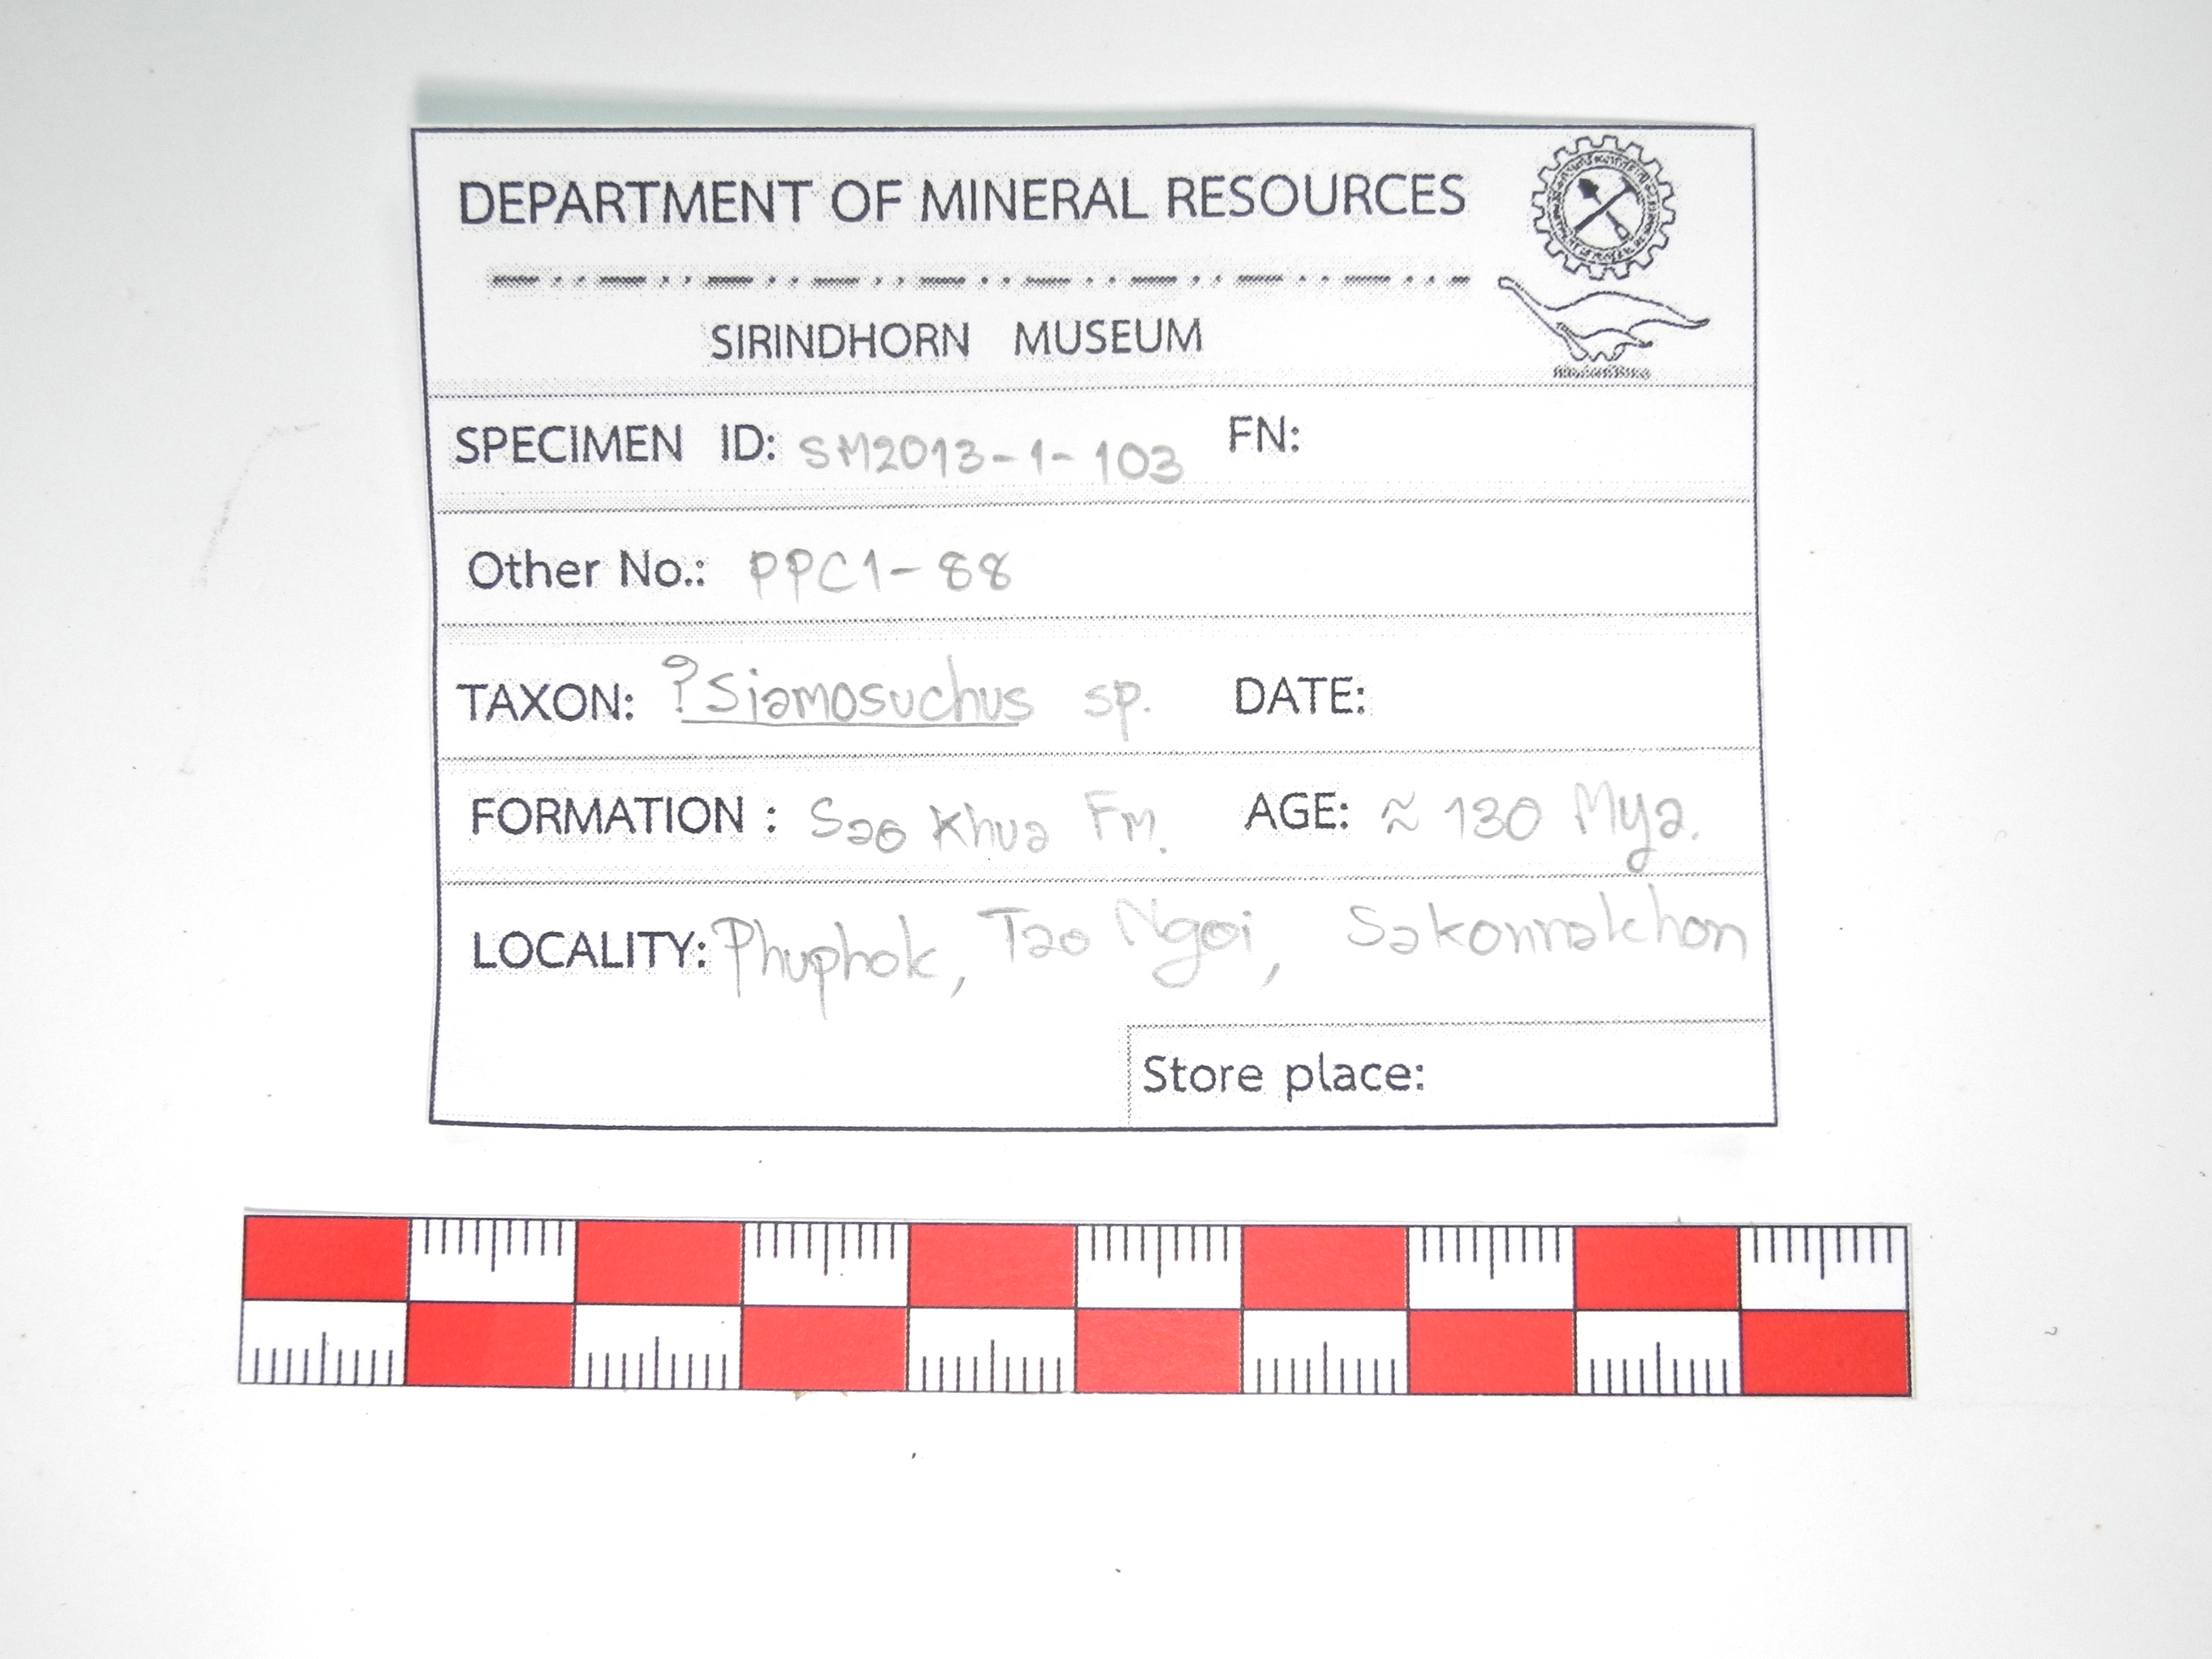 DEPARTMENT OF MINERAL RESOURCES
SIRINDHORN MUSEUM
SPECIMEN ID: SM2013-1-103 FN:
Other No.: PPC1-88
TAXON: ?Siamosuchus sp. DATE:
FORMATION : Sao Khua Fm. AGE: ≈ 130 Mya.
LOCALITY: Phuphok, Tao Ngoi, Sakonnakhon
Store place: